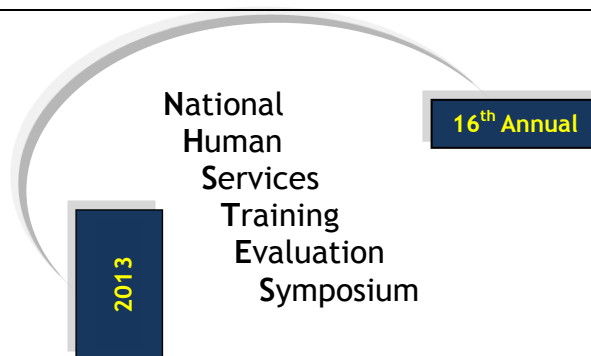 National
Human
Services
Training
Evaluation
Symposium
16th Annual
2013